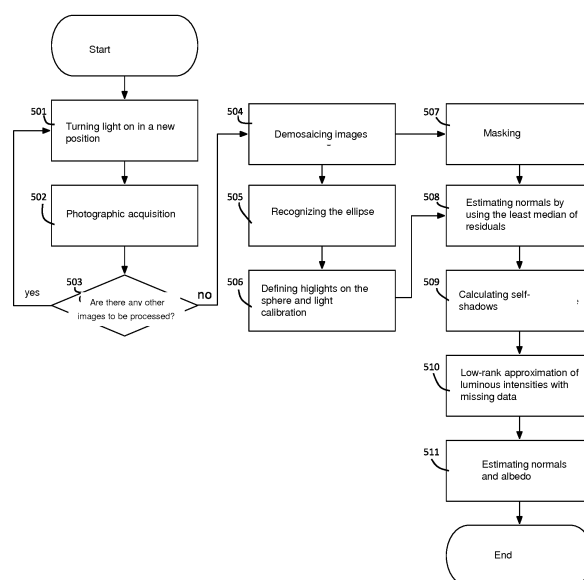 Start
501
Turning light on in a new
position
502
Photographic acquisition
503
Are there any other
images to be processed?
yes
no
504
Demosaicing images
505
Recognizing the ellipse
506
Defining higlights on the
sphere and light
calibration
507
Masking
508
Estimating normals by
using the least median of
residuals
509
Calculating self-
shadows
510
Low-rank approximation of
luminous intensities with
missing data
511
Estimating normals
and albedo
End